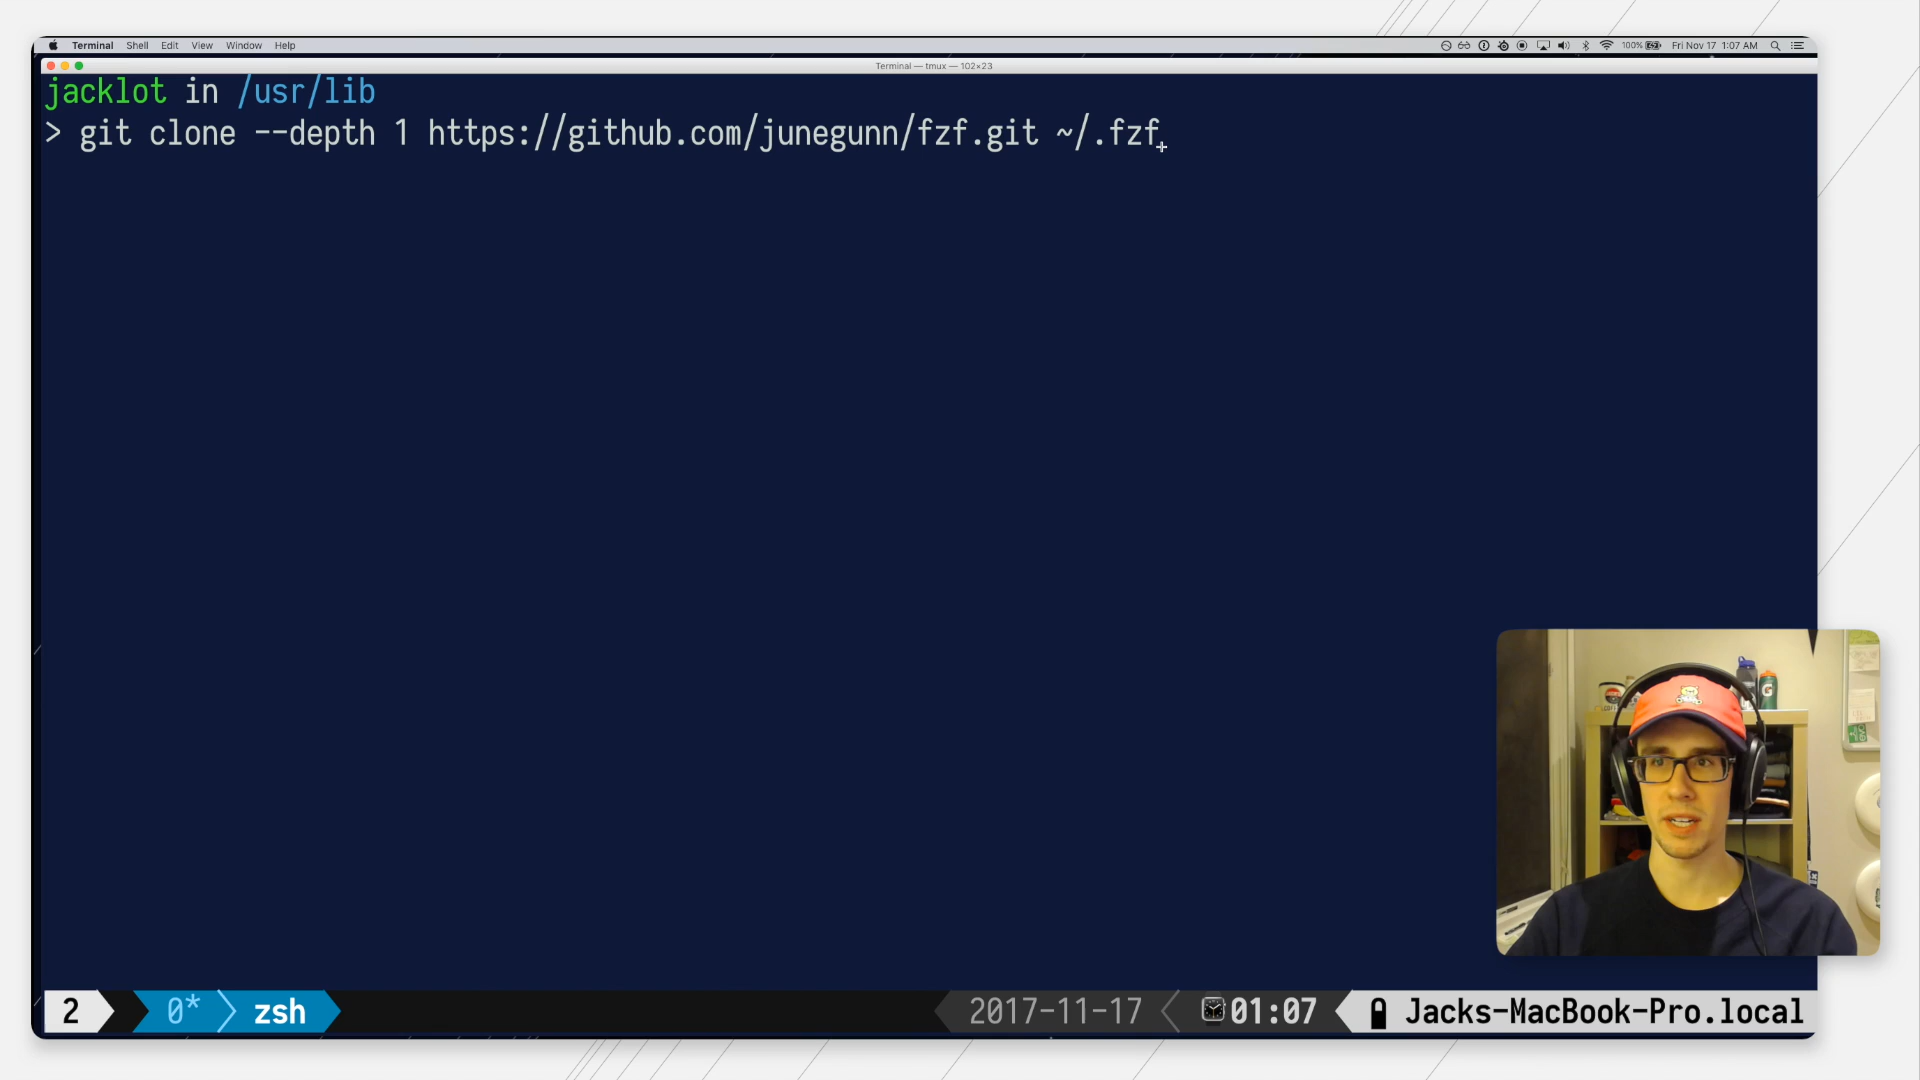 Terminal Shell Edit View Window Help 100% Fri Nov 17 1:07 AM
Terminal — tmux — 102×23
jacklot in /usr/lib
> git clone --depth 1 https://github.com/junegunn/fzf.git ~/.fzf
2 0* zsh 2017-11-17 01:07 Jacks-MacBook-Pro.local